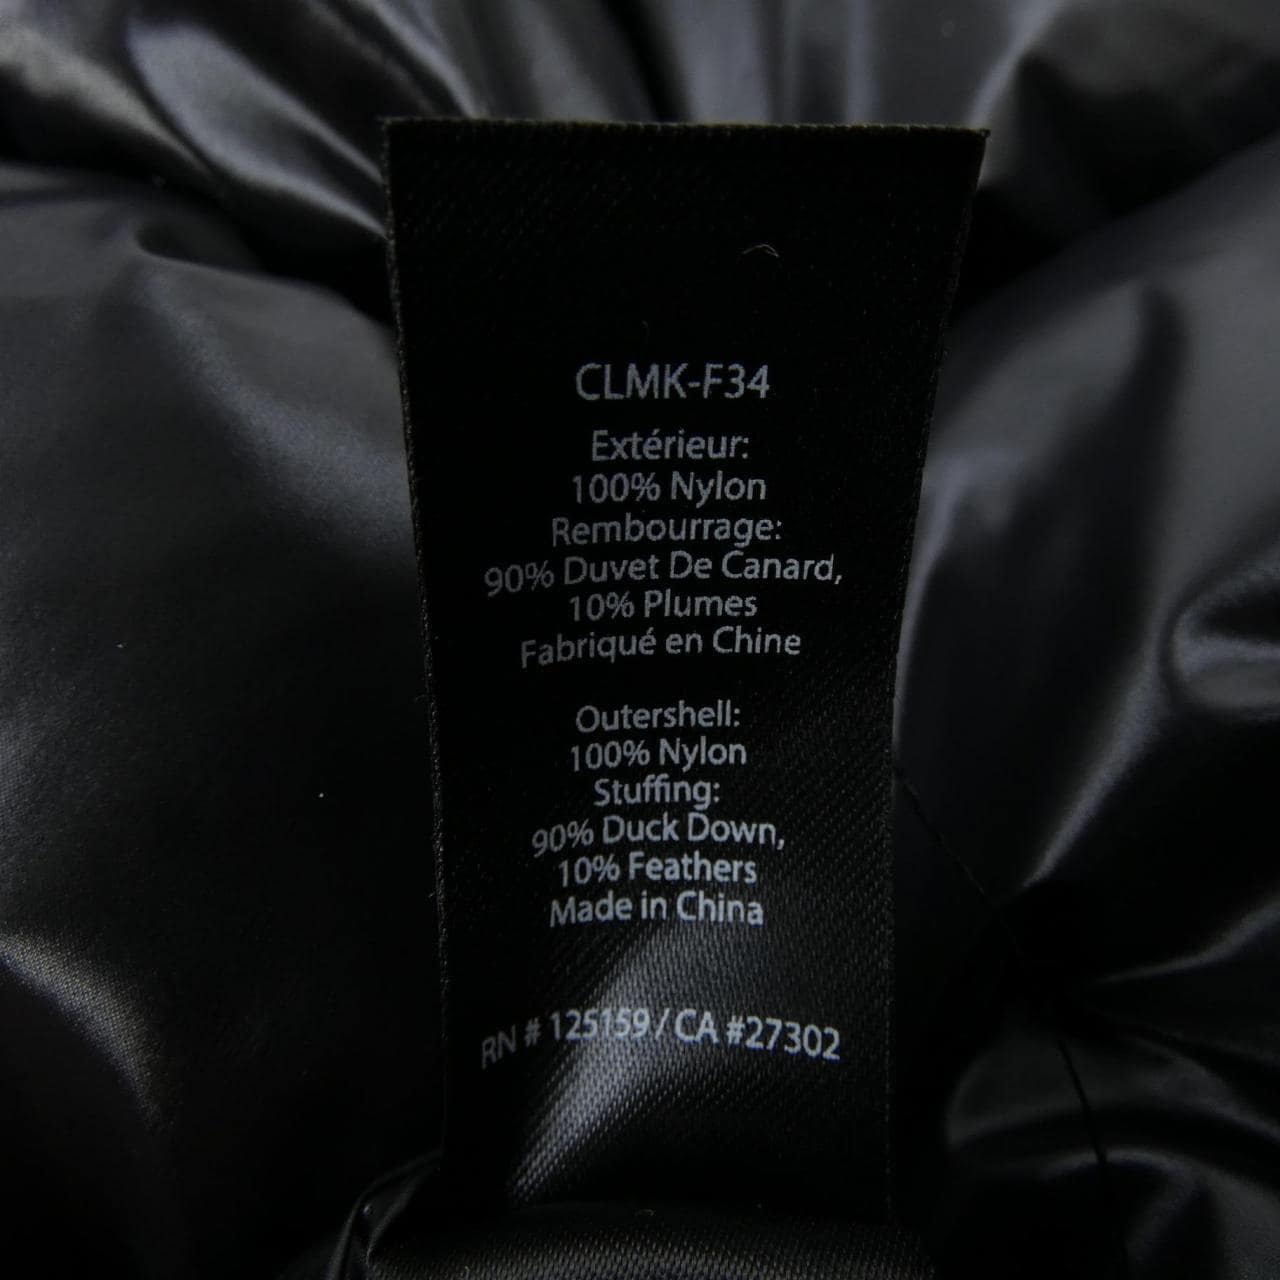 CLMK-F34
Extérieur:
100% Nylon
Rembourrage:
90% Duvet De Canard,
10% Plumes
Fabriqué en Chine
Outershell:
100% Nylon
Stuffing:
90% Duck Down,
10% Feathers
Made in China
RN # 125159 / CA #27302